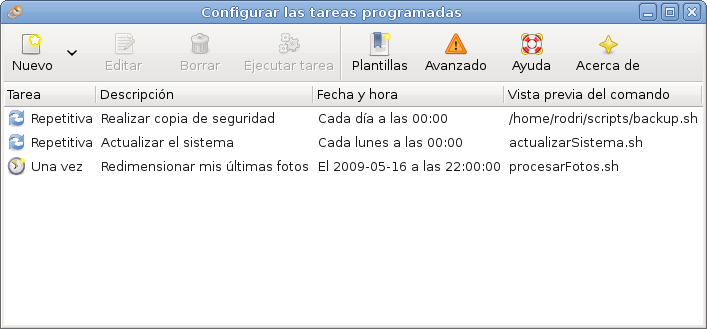 Configurar las tareas programadas
Nuevo Editar Borrar Ejecutar tarea Plantillas Avanzado Ayuda Acerca de
Tarea Descripción Fecha y hora Vista previa del comando
Repetitiva Realizar copia de seguridad Cada día a las 00:00 /home/rodri/scripts/backup.sh
Repetitiva Actualizar el sistema Cada lunes a las 00:00 actualizarSistema.sh
Una vez Redimensionar mis últimas fotos El 2009-05-16 a las 22:00:00 procesarFotos.sh